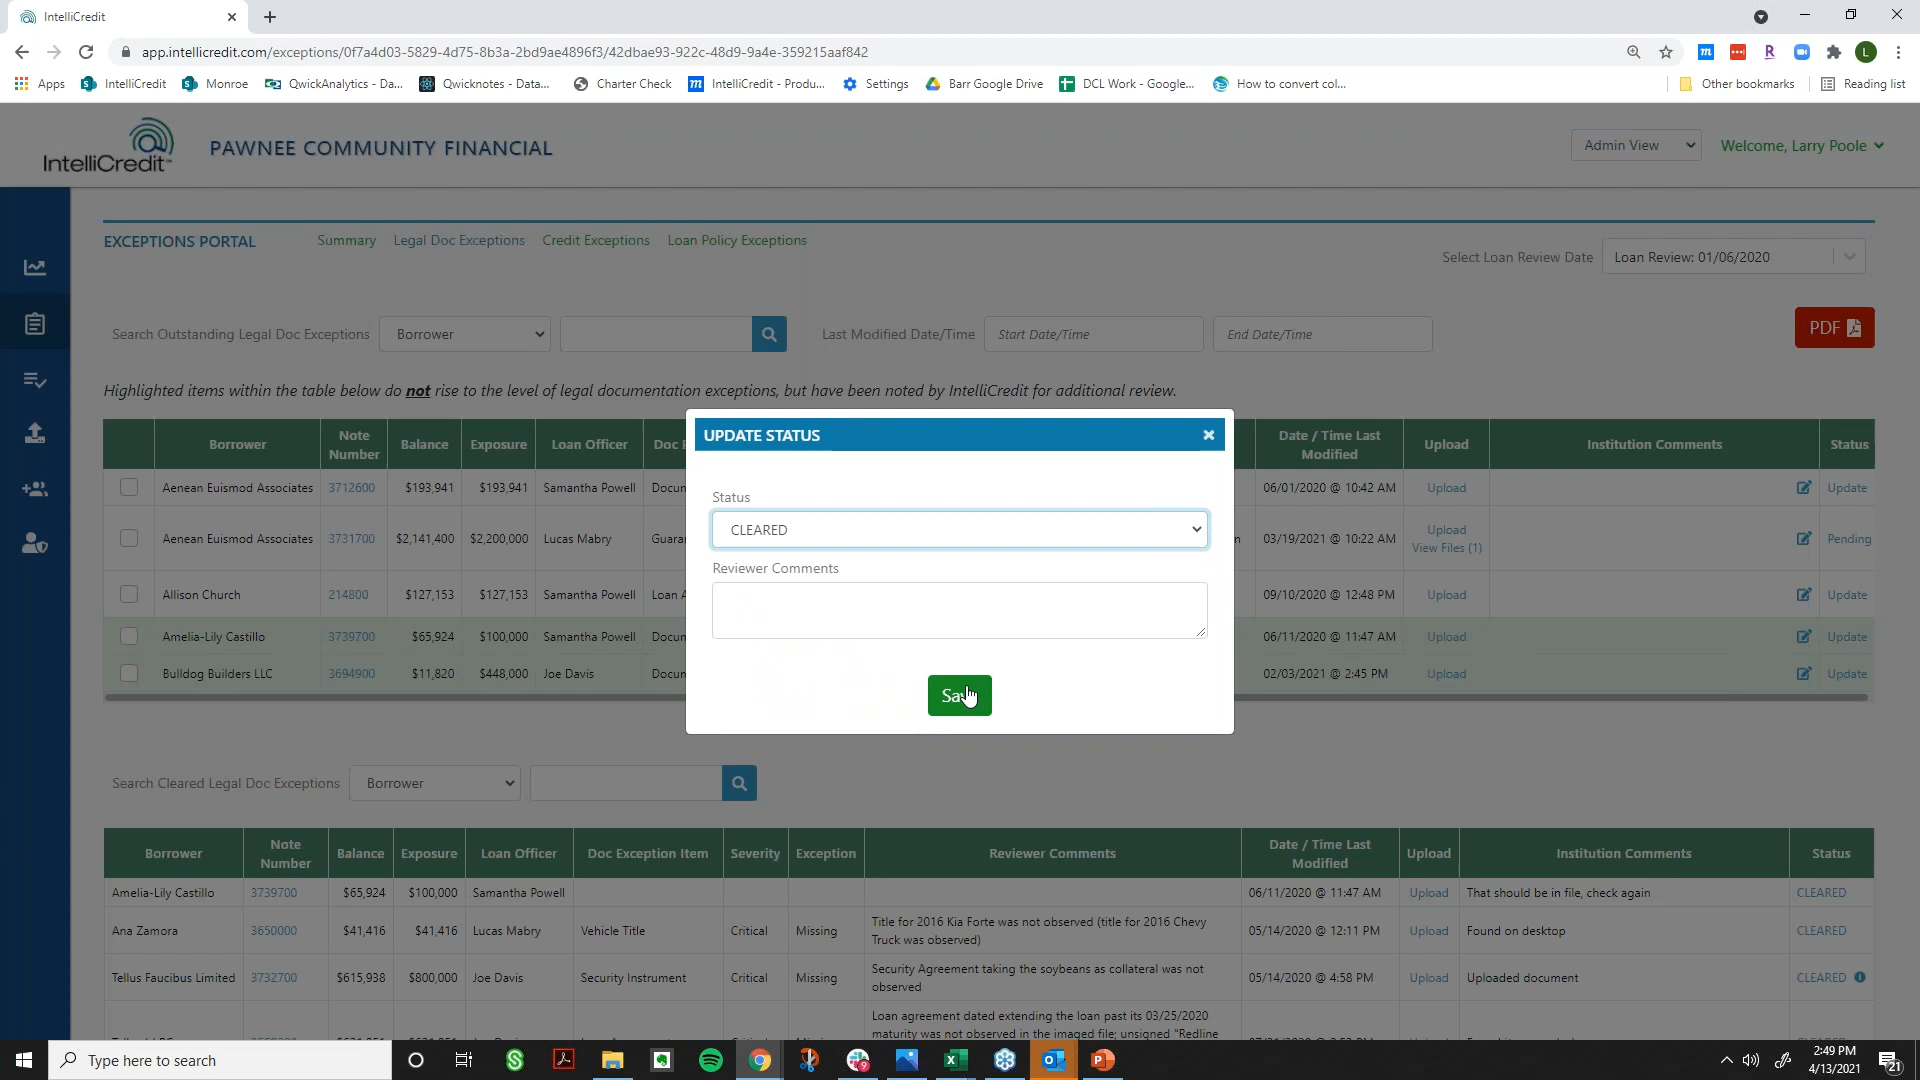 IntelliCredit
app.intellicredit.com/exceptions/0f7a4d03-5829-4d75-8b3a-2bd9ae4896f3/42dbae93-922c-48d9-9a4e-359215aaf842
L
Apps IntelliCredit Monroe QwickAnalytics - Da... Qwicknotes - Data... Charter Check IntelliCredit - Produ... Settings Barr Google Drive DCL Work - Google... How to convert col... Other bookmarks Reading list
IntelliCredit™ PAWNEE COMMUNITY FINANCIAL Admin View Welcome, Larry Poole
EXCEPTIONS PORTAL Summary Legal Doc Exceptions Credit Exceptions Loan Policy Exceptions
Select Loan Review Date Loan Review: 01/06/2020
Search Outstanding Legal Doc Exceptions Borrower Last Modified Date/Time Start Date/Time End Date/Time PDF
Highlighted items within the table below do not rise to the level of legal documentation exceptions, but have been noted by IntelliCredit for additional review.
Borrower Note Number Balance Exposure Loan Officer Doc Date / Time Last Modified Upload Institution Comments Status
Aenean Euismod Associates 3712600 $193,941 $193,941 Samantha Powell Docun 06/01/2020 @ 10:42 AM Upload Update
Aenean Euismod Associates 3731700 $2,141,400 $2,200,000 Lucas Mabry Guara n 03/19/2021 @ 10:22 AM Upload View Files (1) Pending
Allison Church 214800 $127,153 $127,153 Samantha Powell Loan A 09/10/2020 @ 12:48 PM Upload Update
Amelia-Lily Castillo 3739700 $65,924 $100,000 Samantha Powell Docun 06/11/2020 @ 11:47 AM Upload Update
Bulldog Builders LLC 3694900 $11,820 $448,000 Joe Davis Docun 02/03/2021 @ 2:45 PM Upload Update
UPDATE STATUS
Status
CLEARED
Reviewer Comments
Search Cleared Legal Doc Exceptions Borrower
Borrower Note Number Balance Exposure Loan Officer Doc Exception Item Severity Exception Reviewer Comments Date / Time Last Modified Upload Institution Comments Status
Amelia-Lily Castillo 3739700 $65,924 $100,000 Samantha Powell 06/11/2020 @ 11:47 AM Upload That should be in file, check again CLEARED
Ana Zamora 3650000 $41,416 $41,416 Lucas Mabry Vehicle Title Critical Missing Title for 2016 Kia Forte was not observed (title for 2016 Chevy Truck was observed) 05/14/2020 @ 12:11 PM Upload Found on desktop CLEARED
Tellus Faucibus Limited 3732700 $615,938 $800,000 Joe Davis Security Instrument Critical Missing Security Agreement taking the soybeans as collateral was not observed 05/14/2020 @ 4:58 PM Upload Uploaded document CLEARED
Loan agreement dated extending the loan past its 03/25/2020
maturity was not observed in the imaged file; unsigned "Redline
Type here to search
2:49 PM
4/13/2021
21